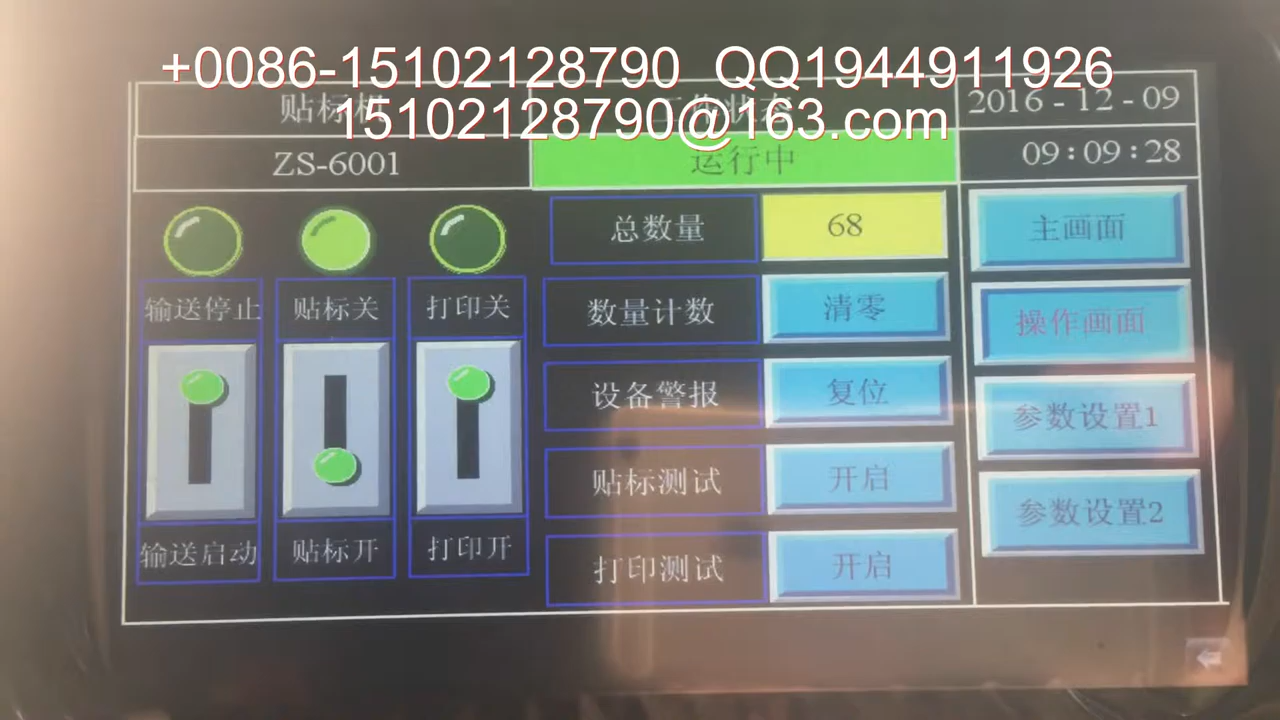 +0086-15102128790 QQ1944911926
15102128790@163.com
贴标机 工作状态 2016-12-09
ZS-6001 运行中 09:09:28
总数量 68 主画面
输送停止 贴标关 打印关 数量计数 清零 操作画面
设备警报 复位 参数设置1
贴标测试 开启 参数设置2
输送启动 贴标开 打印开 打印测试 开启